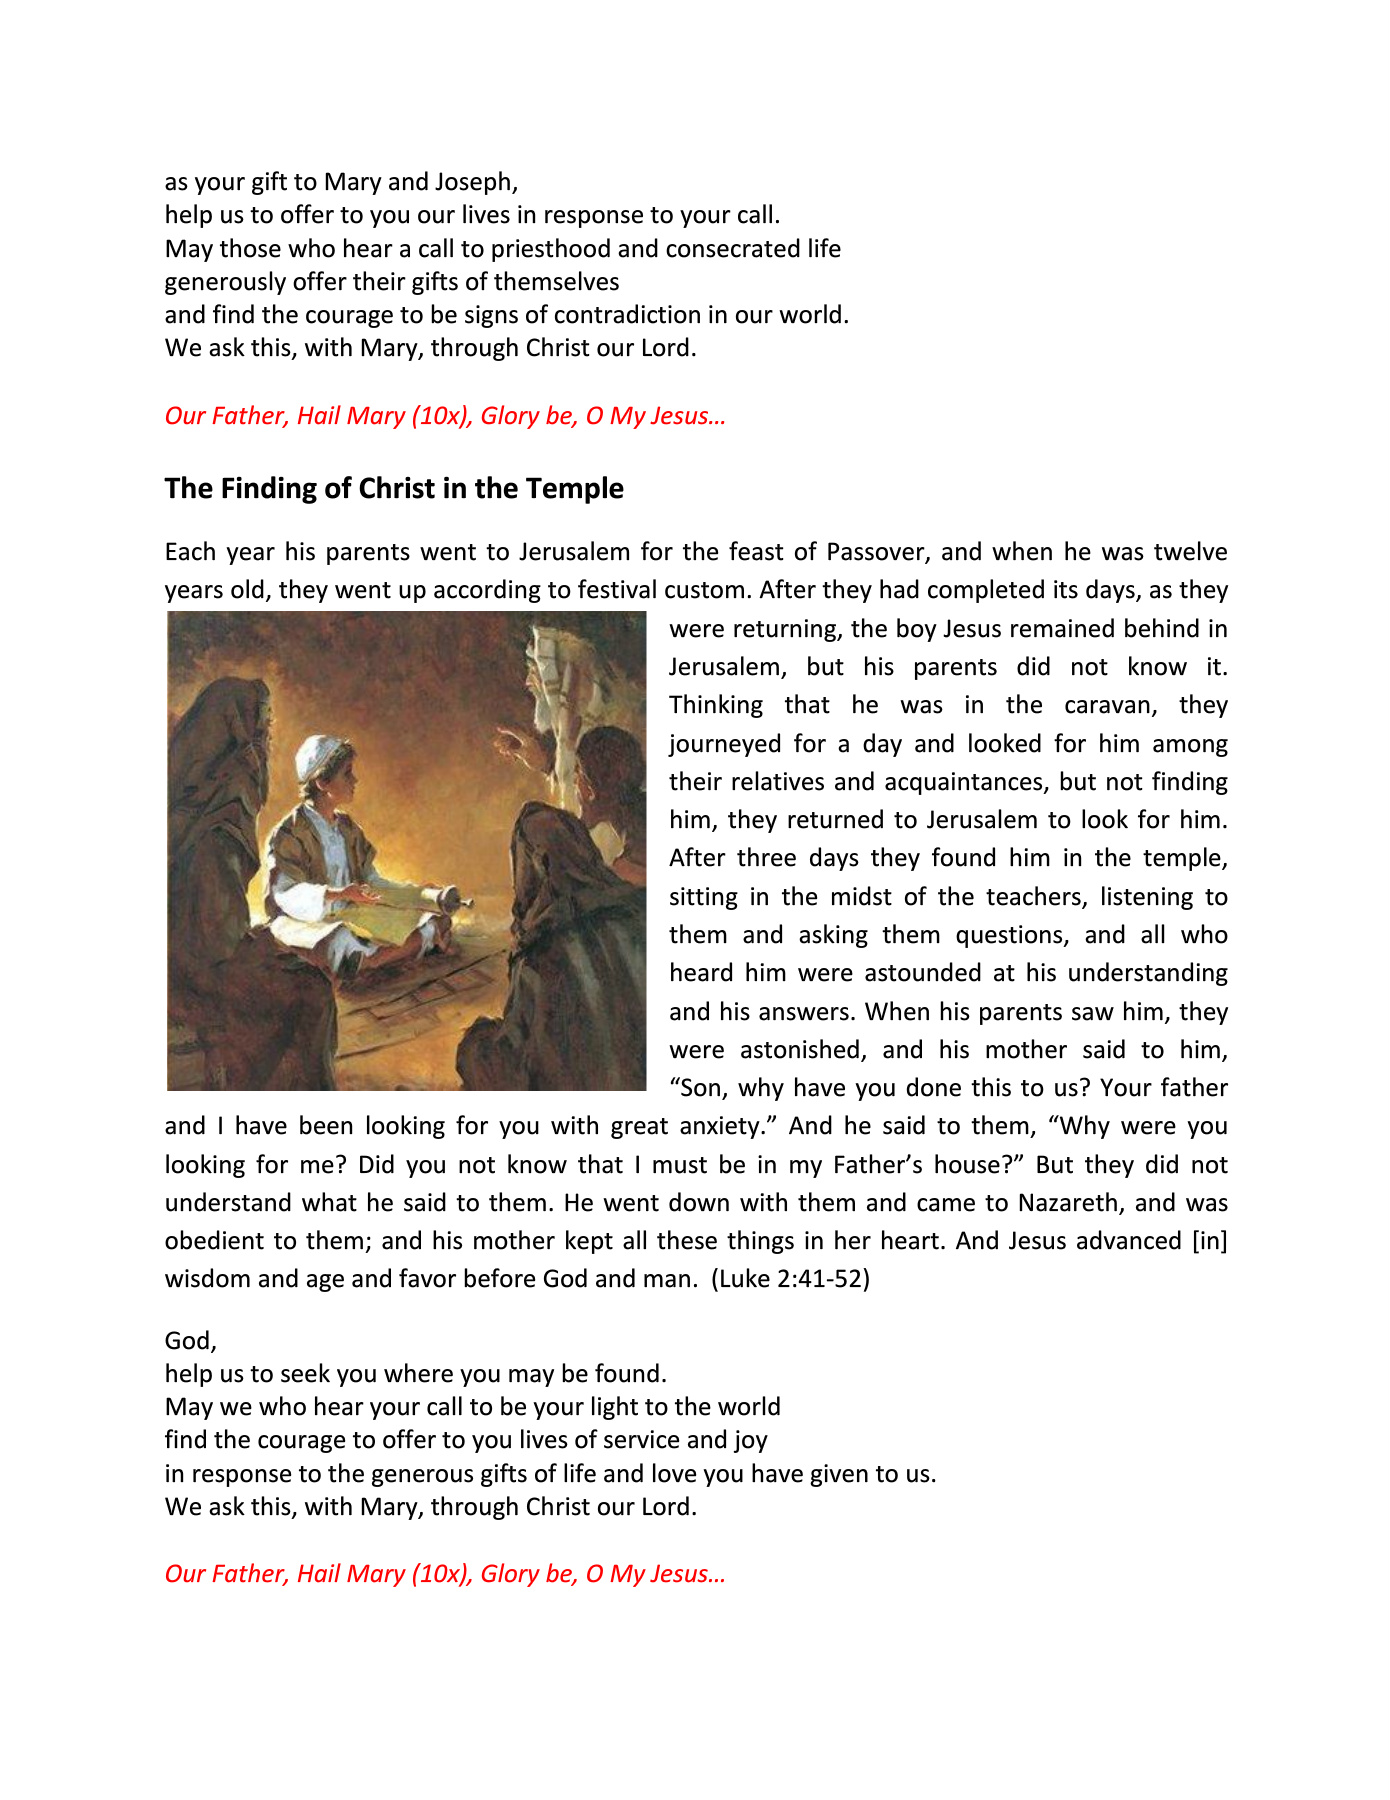 as your gift to Mary and Joseph,
help us to offer to you our lives in response to your call.
May those who hear a call to priesthood and consecrated life
generously offer their gifts of themselves
and find the courage to be signs of contradiction in our world.
We ask this, with Mary, through Christ our Lord.
Our Father, Hail Mary (10x), Glory be, O My Jesus...
The Finding of Christ in the Temple
Each year his parents went to Jerusalem for the feast of Passover, and when he was twelve
years old, they went up according to festival custom. After they had completed its days, as they
were returning, the boy Jesus remained behind in
Jerusalem, but his parents did not know it.
Thinking that he was in the caravan, they
journeyed for a day and looked for him among
their relatives and acquaintances, but not finding
him, they returned to Jerusalem to look for him.
After three days they found him in the temple,
sitting in the midst of the teachers, listening to
them and asking them questions, and all who
heard him were astounded at his understanding
and his answers. When his parents saw him, they
were astonished, and his mother said to him,
“Son, why have you done this to us? Your father
and I have been looking for you with great anxiety.” And he said to them, “Why were you
looking for me? Did you not know that I must be in my Father’s house?” But they did not
understand what he said to them. He went down with them and came to Nazareth, and was
obedient to them; and his mother kept all these things in her heart. And Jesus advanced [in]
wisdom and age and favor before God and man.  (Luke 2:41-52)
God,
help us to seek you where you may be found.
May we who hear your call to be your light to the world
find the courage to offer to you lives of service and joy
in response to the generous gifts of life and love you have given to us.
We ask this, with Mary, through Christ our Lord.
Our Father, Hail Mary (10x), Glory be, O My Jesus...